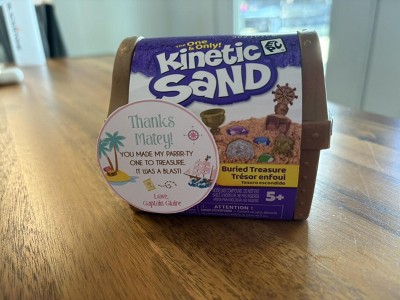 The One
& Only!
Kinetic
SAND
Thanks
Matey!
YOU MADE MY PARRR-TY
ONE TO TREASURE.
IT WAS A BLAST!
Love,
Captain Claire
Buried Treasure
Trésor enfoui
Tesoro escondido
5+
ATTENTION !